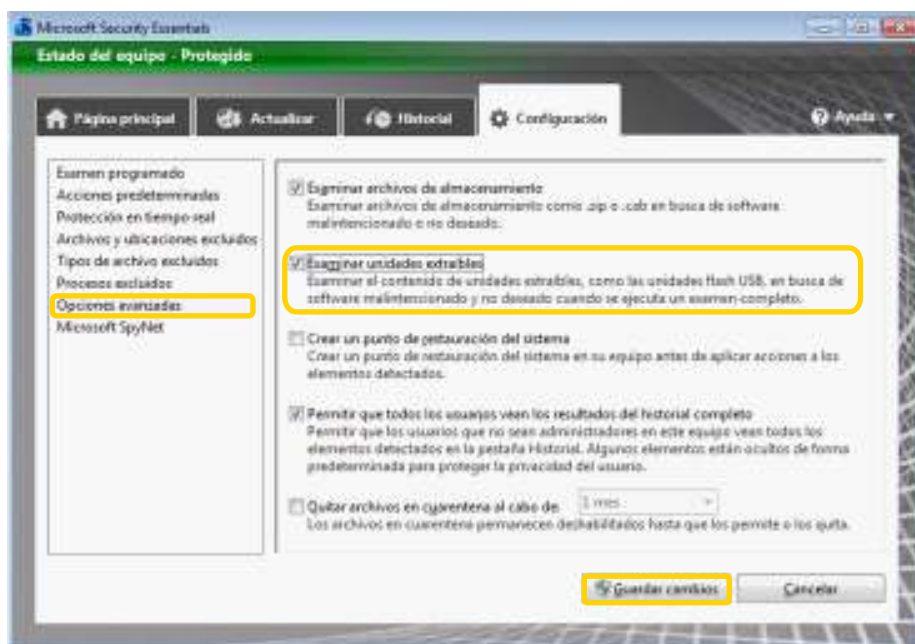 Microsoft Security Essentials
Estado del equipo - Protegido
Página principal
Actualizar
Historial
Configuración
Ayuda
Examen programado
Acciones predeterminadas
Protección en tiempo real
Archivos y ubicaciones excluidos
Tipos de archivo excluidos
Procesos excluidos
Opciones avanzadas
Microsoft SpyNet
Examinar archivos de almacenamiento
Examinar archivos de almacenamiento como .zip o .cab en busca de software
malintencionado o no deseado.
Examinar unidades extraíbles
Examinar el contenido de unidades extraíbles, como las unidades flash USB, en busca de
software malintencionado y no deseado cuando se ejecuta un examen completo.
Crear un punto de restauración del sistema
Crear un punto de restauración del sistema en su equipo antes de aplicar acciones a los
elementos detectados.
Permitir que todos los usuarios vean los resultados del historial completo
Permitir que los usuarios que no sean administradores en este equipo vean todos los
elementos detectados en la pestaña Historial. Algunos elementos están ocultos de forma
predeterminada para proteger la privacidad del usuario.
Quitar archivos en cuarentena al cabo de:
1 mes
Los archivos en cuarentena permanecen deshabilitados hasta que los permite o los quita.
Guardar cambios
Cancelar